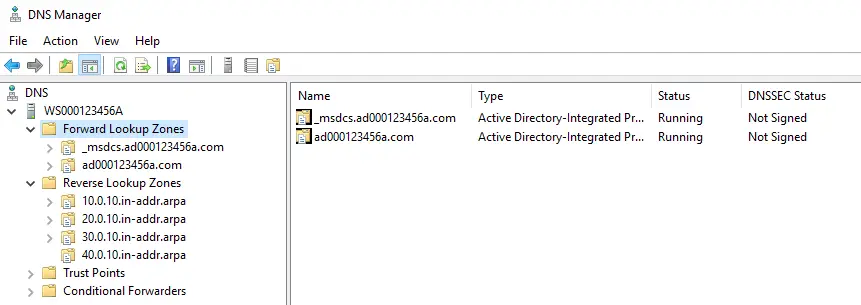 DNS Manager
File Action View Help
DNS
WS000123456A
Forward Lookup Zones
_msdcs.ad000123456a.com
ad000123456a.com
Reverse Lookup Zones
10.0.10.in-addr.arpa
20.0.10.in-addr.arpa
30.0.10.in-addr.arpa
40.0.10.in-addr.arpa
Trust Points
Conditional Forwarders
Name Type Status DNSSEC Status
_msdcs.ad000123456a.com Active Directory-Integrated Pr... Running Not Signed
ad000123456a.com Active Directory-Integrated Pr... Running Not Signed